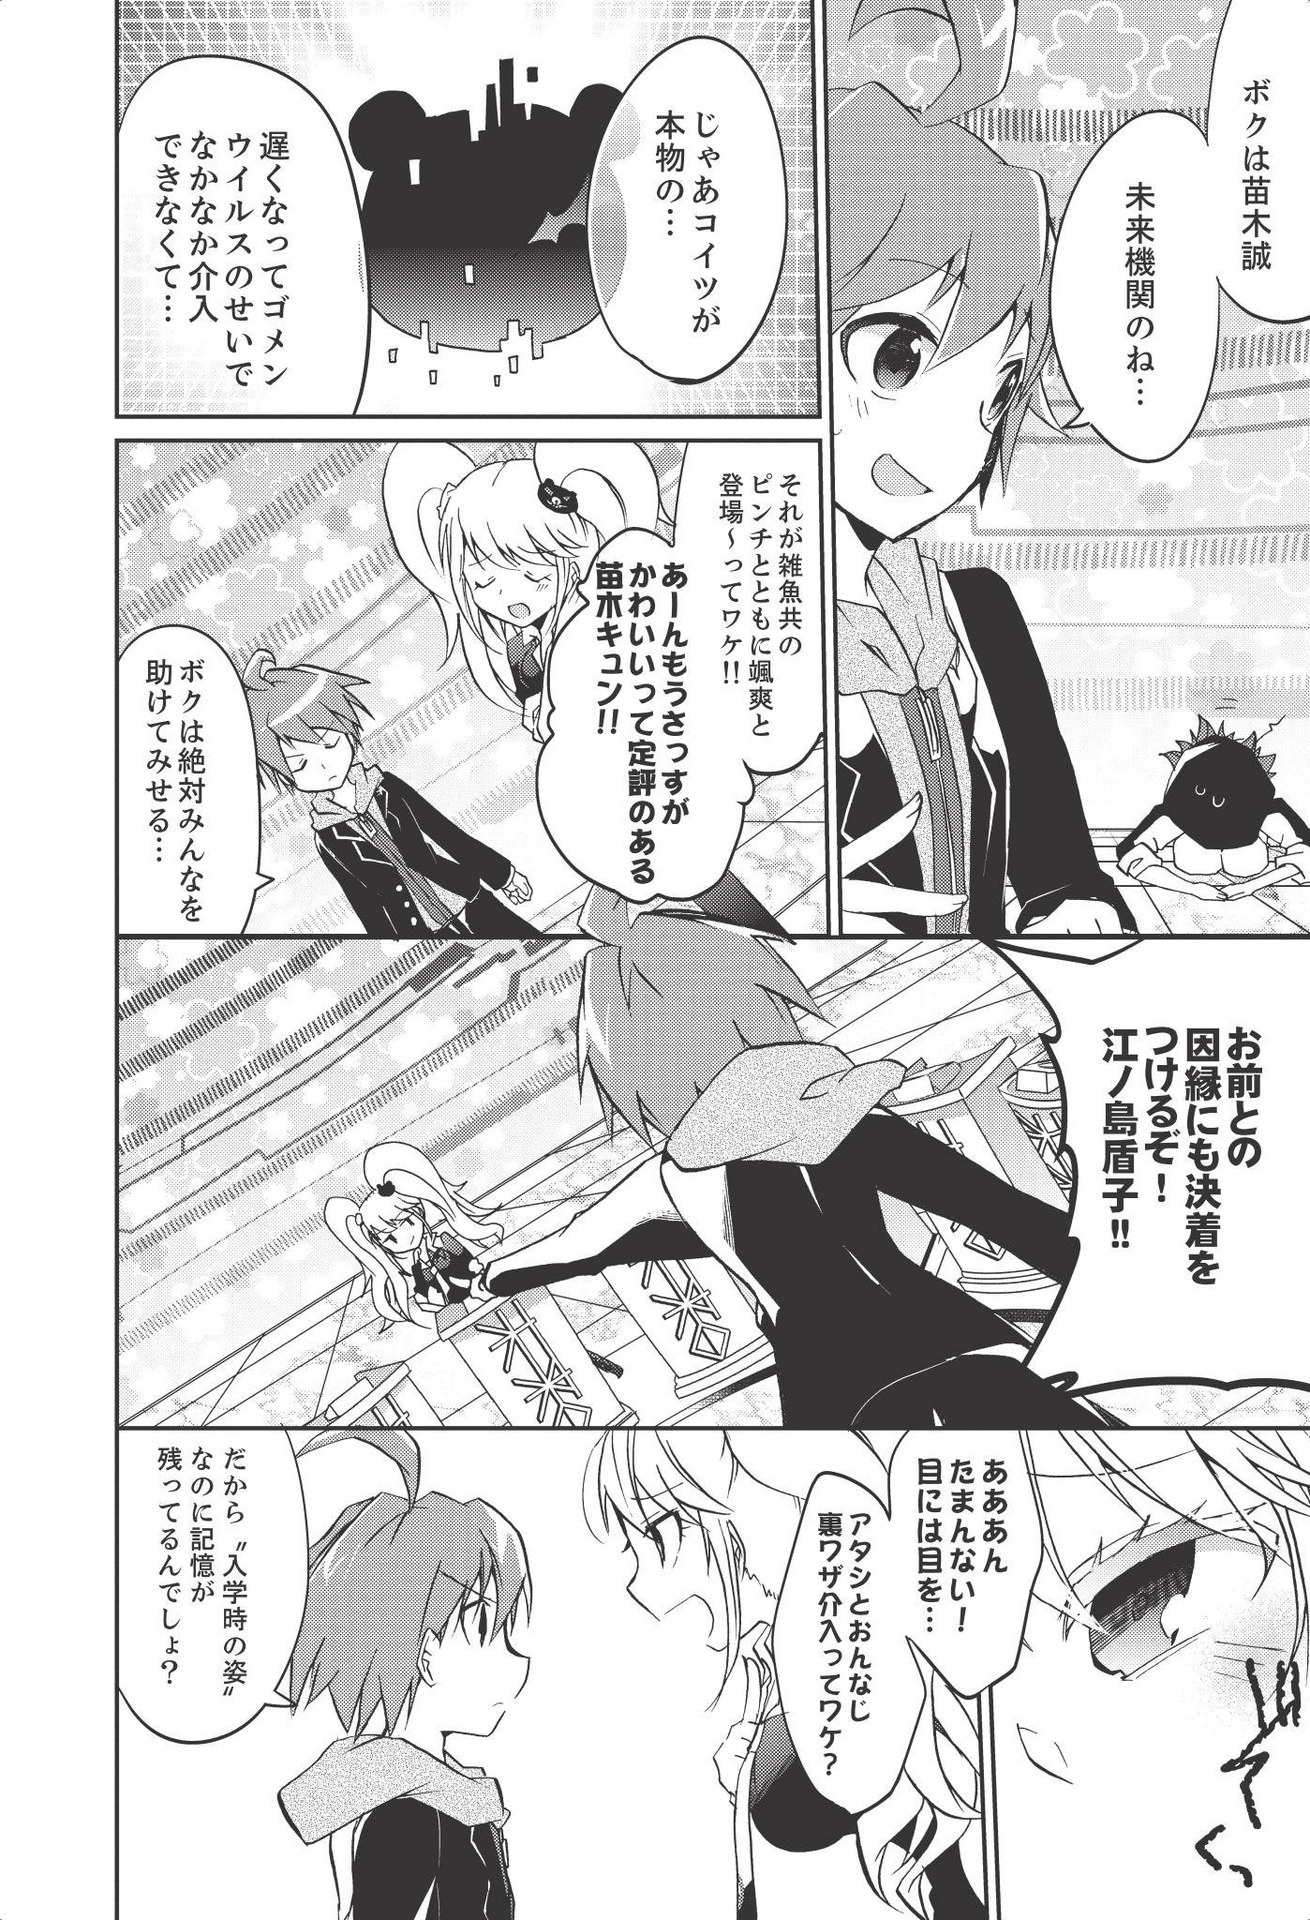 ボクは苗木誠
未来機関のね…
じゃあコイツが
本物の…
遅くなってゴメン
ウイルスのせいで
なかなか介入
できなくて…
それが雑魚共の
ピンチとともに颯爽と
登場～ってワケ!!
あーんもうさっすが
かわいいって定評のある
苗木キュン!!
ボクは絶対みんなを
助けてみせる…
お前との
因縁にも決着を
つけるぞ！
江ノ島盾子!!
あああん
たまんない！
目には目を…
アタシとおんなじ
裏ワザ介入ってワケ？
だから〝入学時の姿〟
なのに記憶が
残ってるんでしょ？